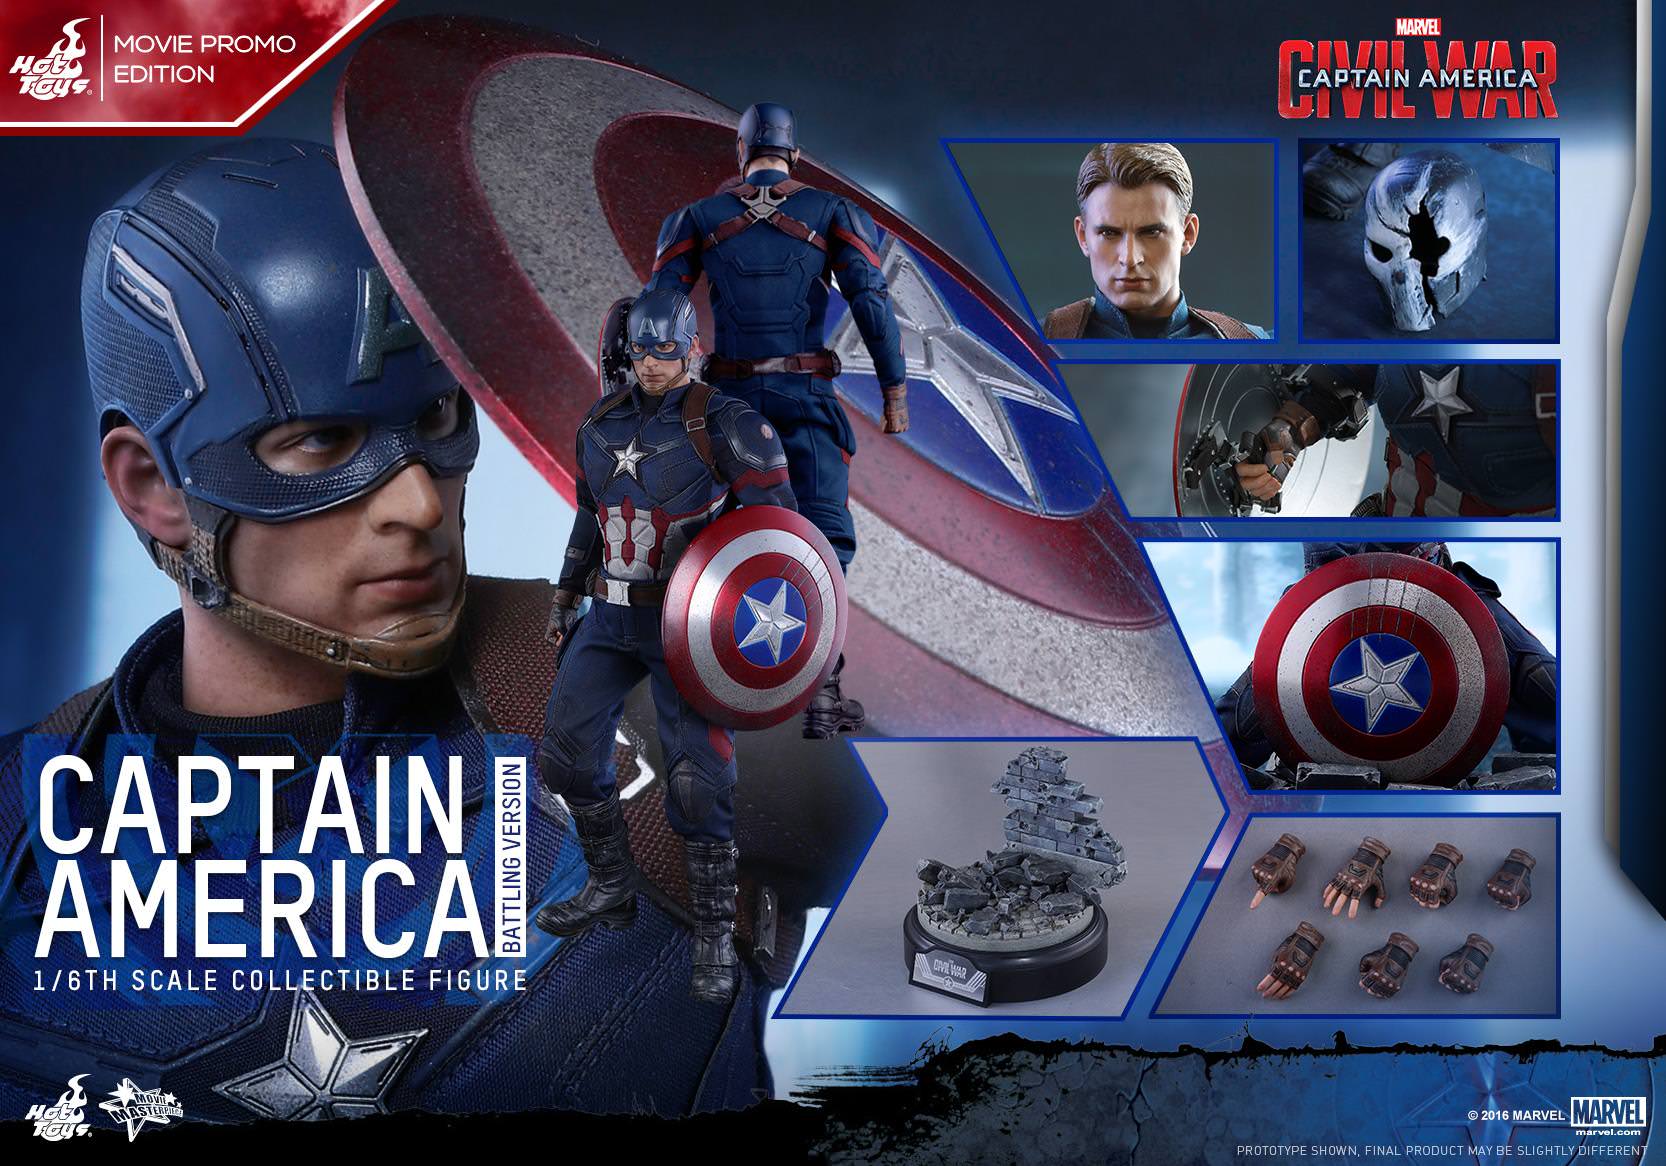 Hot Toys
MOVIE PROMO
EDITION
MARVEL
CIVIL WAR
CAPTAIN AMERICA
A
A
CAPTAIN
AMERICA
BATTLING VERSION
1/6TH SCALE COLLECTIBLE FIGURE
CIVIL WAR
Hot Toys
MOVIE
MASTERPIECE
© 2016 MARVEL
MARVEL
marvel.com
PROTOTYPE SHOWN, FINAL PRODUCT MAY BE SLIGHTLY DIFFERENT